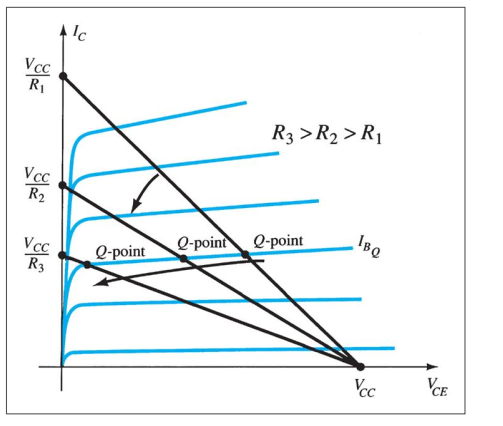 I_C
V_CC/R_1
R_3 > R_2 > R_1
V_CC/R_2
V_CC/R_3
Q-point Q-point Q-point I_BQ
V_CC V_CE